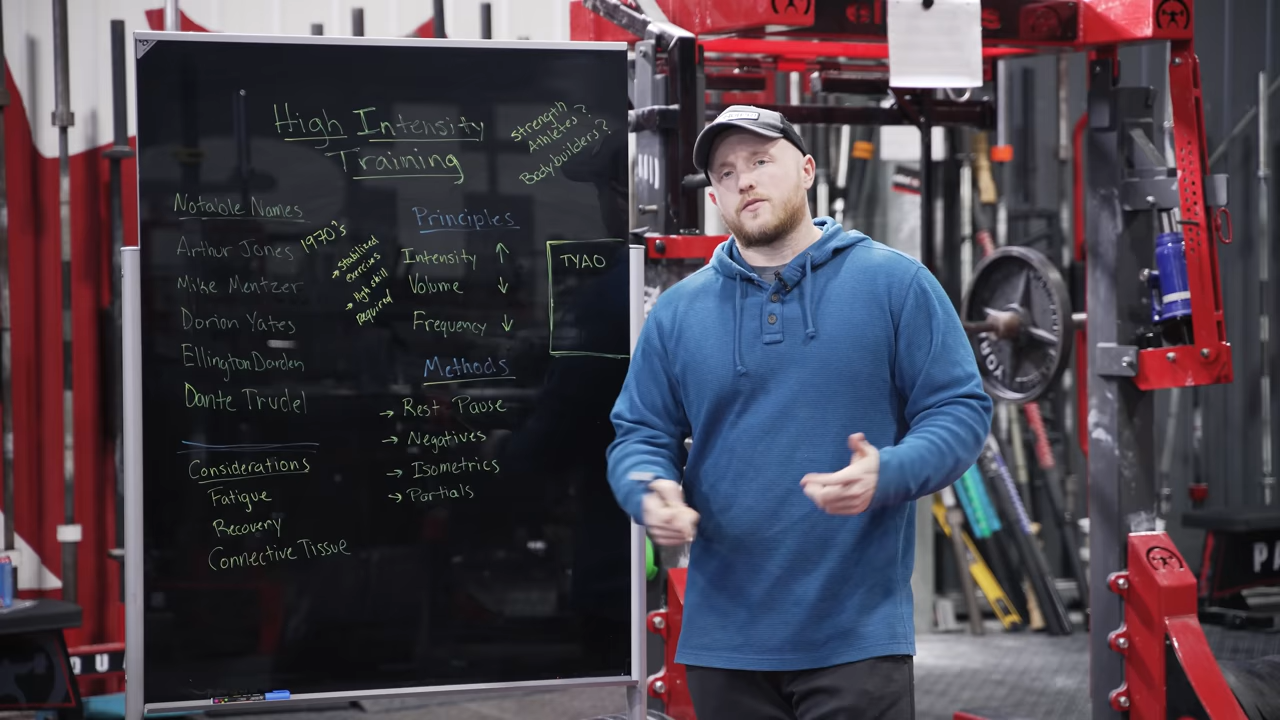 High Intensity
Training
strength
Athletes?
Bodybuilders?
Notable Names
Arthur Jones
Mike Mentzer
Dorion Yates
Ellington Darden
Dante Trudel
1970's
→ stabilized
exercises
→ High skill
required
Considerations
Fatigue
Recovery
Connective Tissue
Principles
Intensity ↑
Volume ↓
Frequency ↓
Methods
→ Rest Pause
→ Negatives
→ Isometrics
→ Partials
TYAO